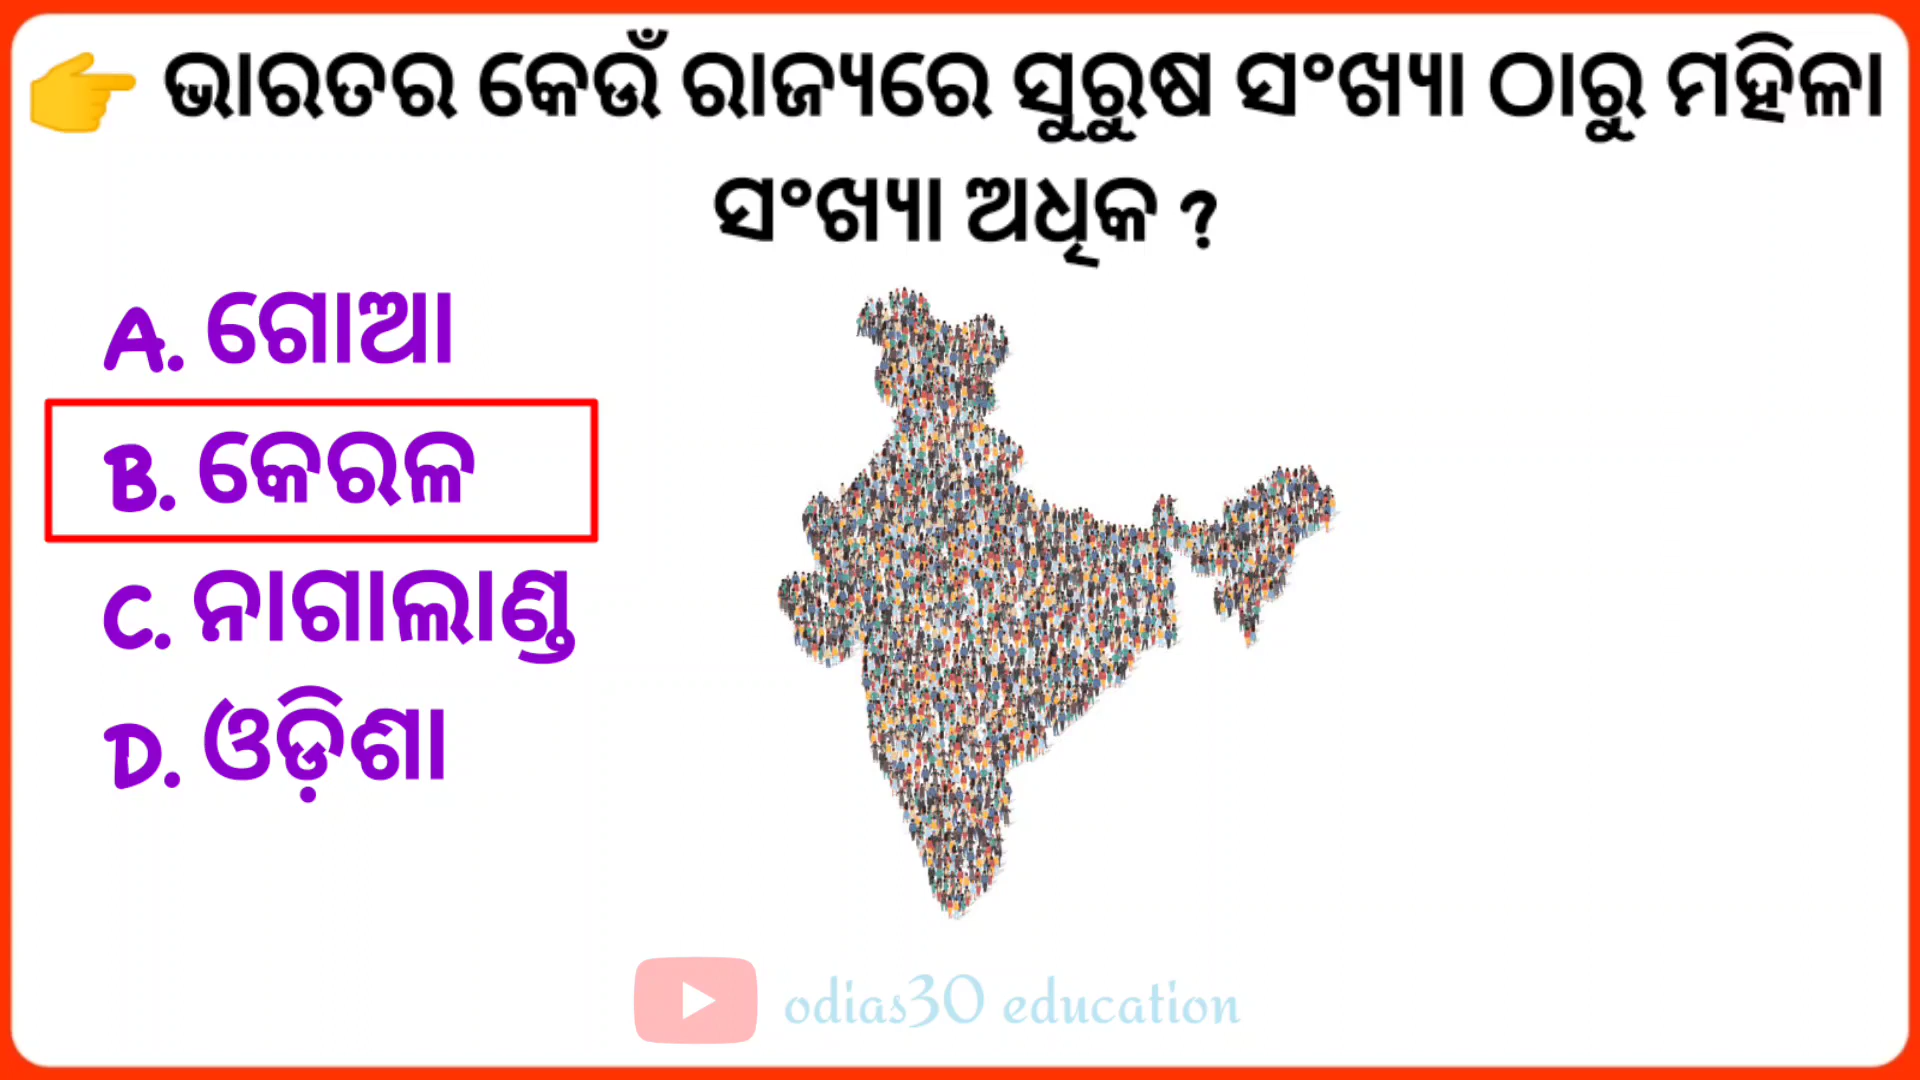 👉 ଭାରତର କେଉଁ ରାଜ୍ୟରେ ସୁରୁଷ ସଂଖ୍ୟା ଠାରୁ ମହିଳା
ସଂଖ୍ୟା ଅଧିକ ?
A. ଗୋଆ
B. କେରଳ
C. ନାଗାଲାଣ୍ଡ
D. ଓଡ଼ିଶା
odias30 education